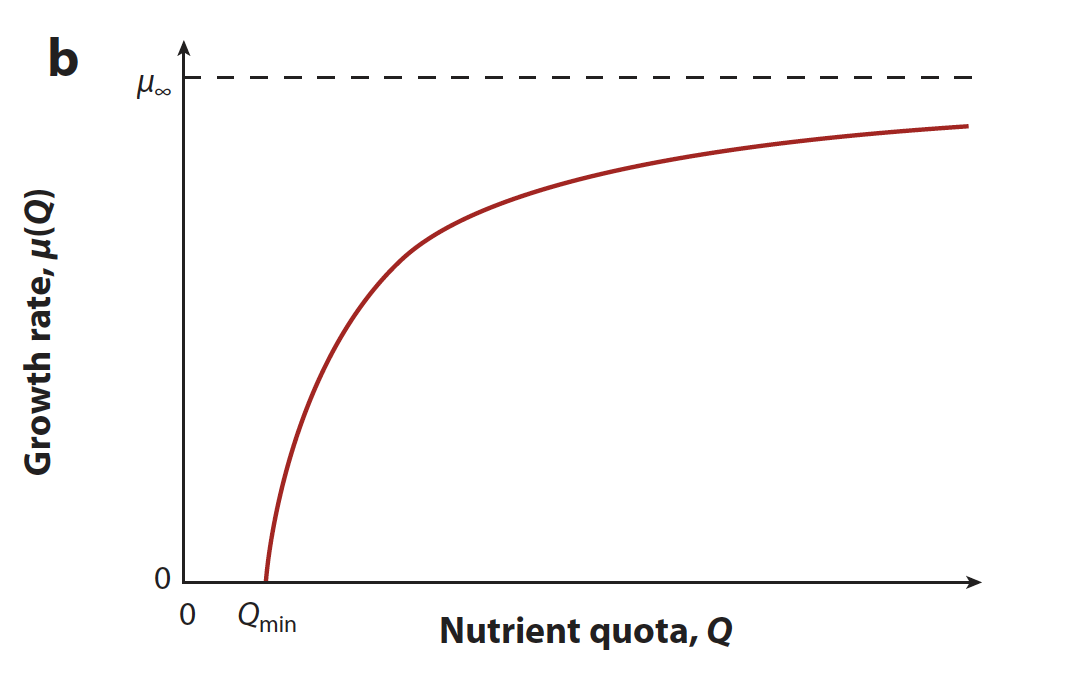 b
μ∞
Growth rate, μ(Q)
0
0
Qmin
Nutrient quota, Q